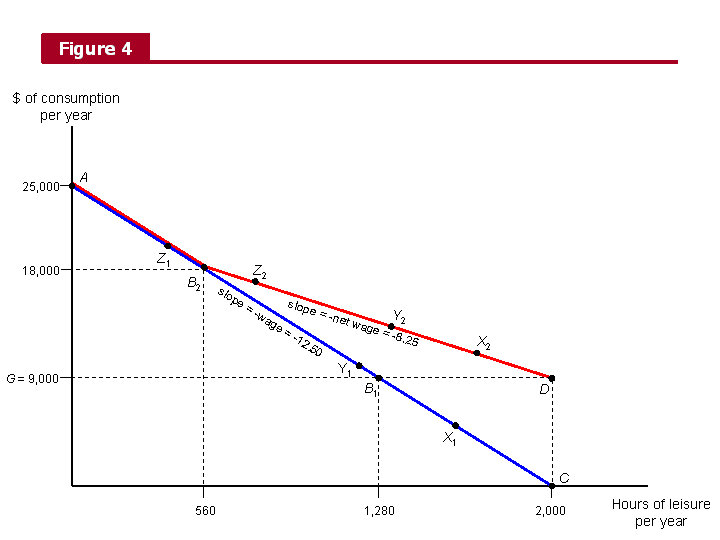 Figure 4
$ of consumption
per year
A
25,000
Z1
18,000
B2
Z2
slope = -wage = -12.50
slope = -net wage = -8.25
Y2
X2
Y1
G = 9,000
B1
D
X1
C
560
1,280
2,000
Hours of leisure
per year